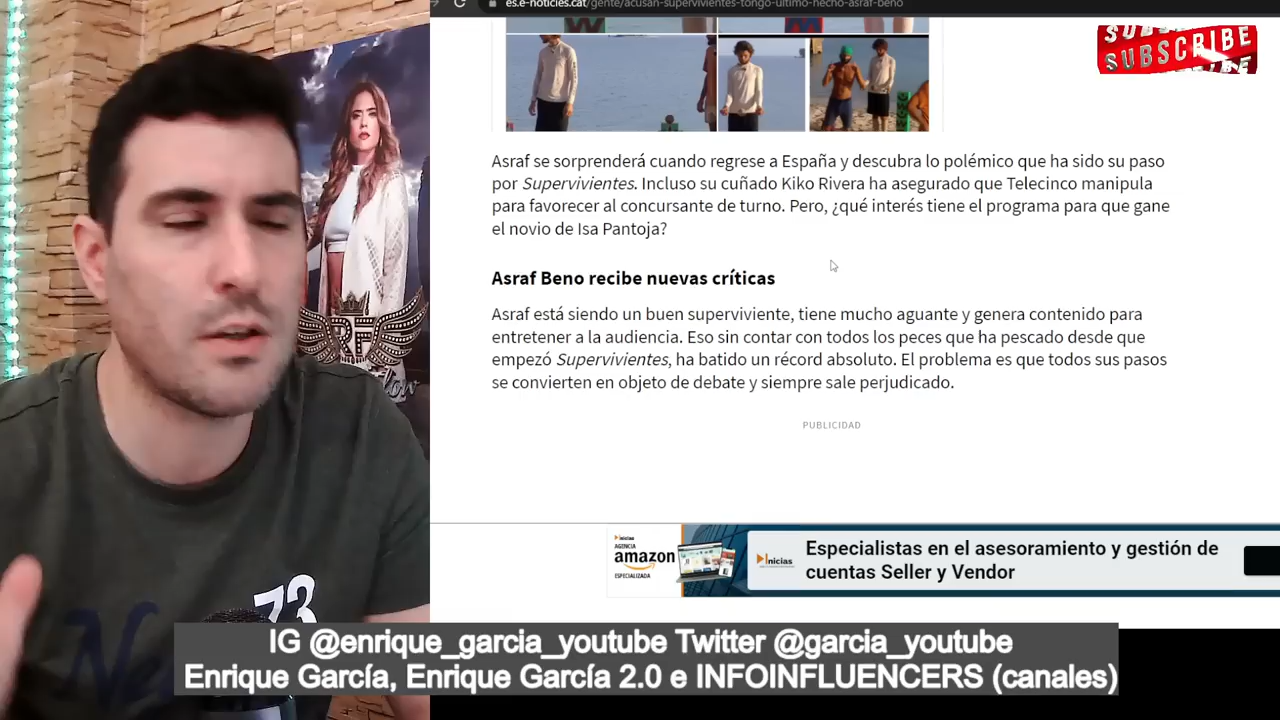 es.e-noticies.cat/gente/acusan-supervivientes-tongo-ultimo-hecho-asraf-beno
SUBSCRIBE
Asraf se sorprenderá cuando regrese a España y descubra lo polémico que ha sido su paso
por Supervivientes. Incluso su cuñado Kiko Rivera ha asegurado que Telecinco manipula
para favorecer al concursante de turno. Pero, ¿qué interés tiene el programa para que gane
el novio de Isa Pantoja?
Asraf Beno recibe nuevas críticas
Asraf está siendo un buen superviviente, tiene mucho aguante y genera contenido para
entretener a la audiencia. Eso sin contar con todos los peces que ha pescado desde que
empezó Supervivientes, ha batido un récord absoluto. El problema es que todos sus pasos
se convierten en objeto de debate y siempre sale perjudicado.
PUBLICIDAD
inicias
AGENCIA
amazon
ESPECIALIZADA
inicias
Especialistas en el asesoramiento y gestión de
cuentas Seller y Vendor
RF
73
Ne
IG @enrique_garcia_youtube Twitter @garcia_youtube
Enrique García, Enrique García 2.0 e INFOINFLUENCERS (canales)